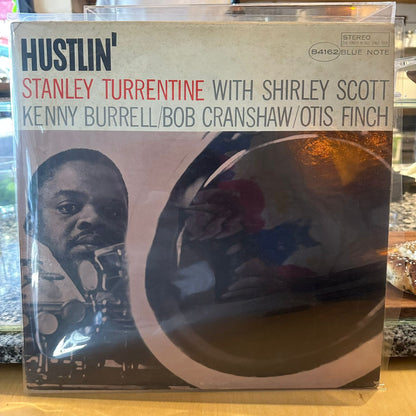 HUSTLIN'
STEREO
84162 BLUE NOTE
STANLEY TURRENTINE WITH SHIRLEY SCOTT
KENNY BURRELL/BOB CRANSHAW/OTIS FINCH